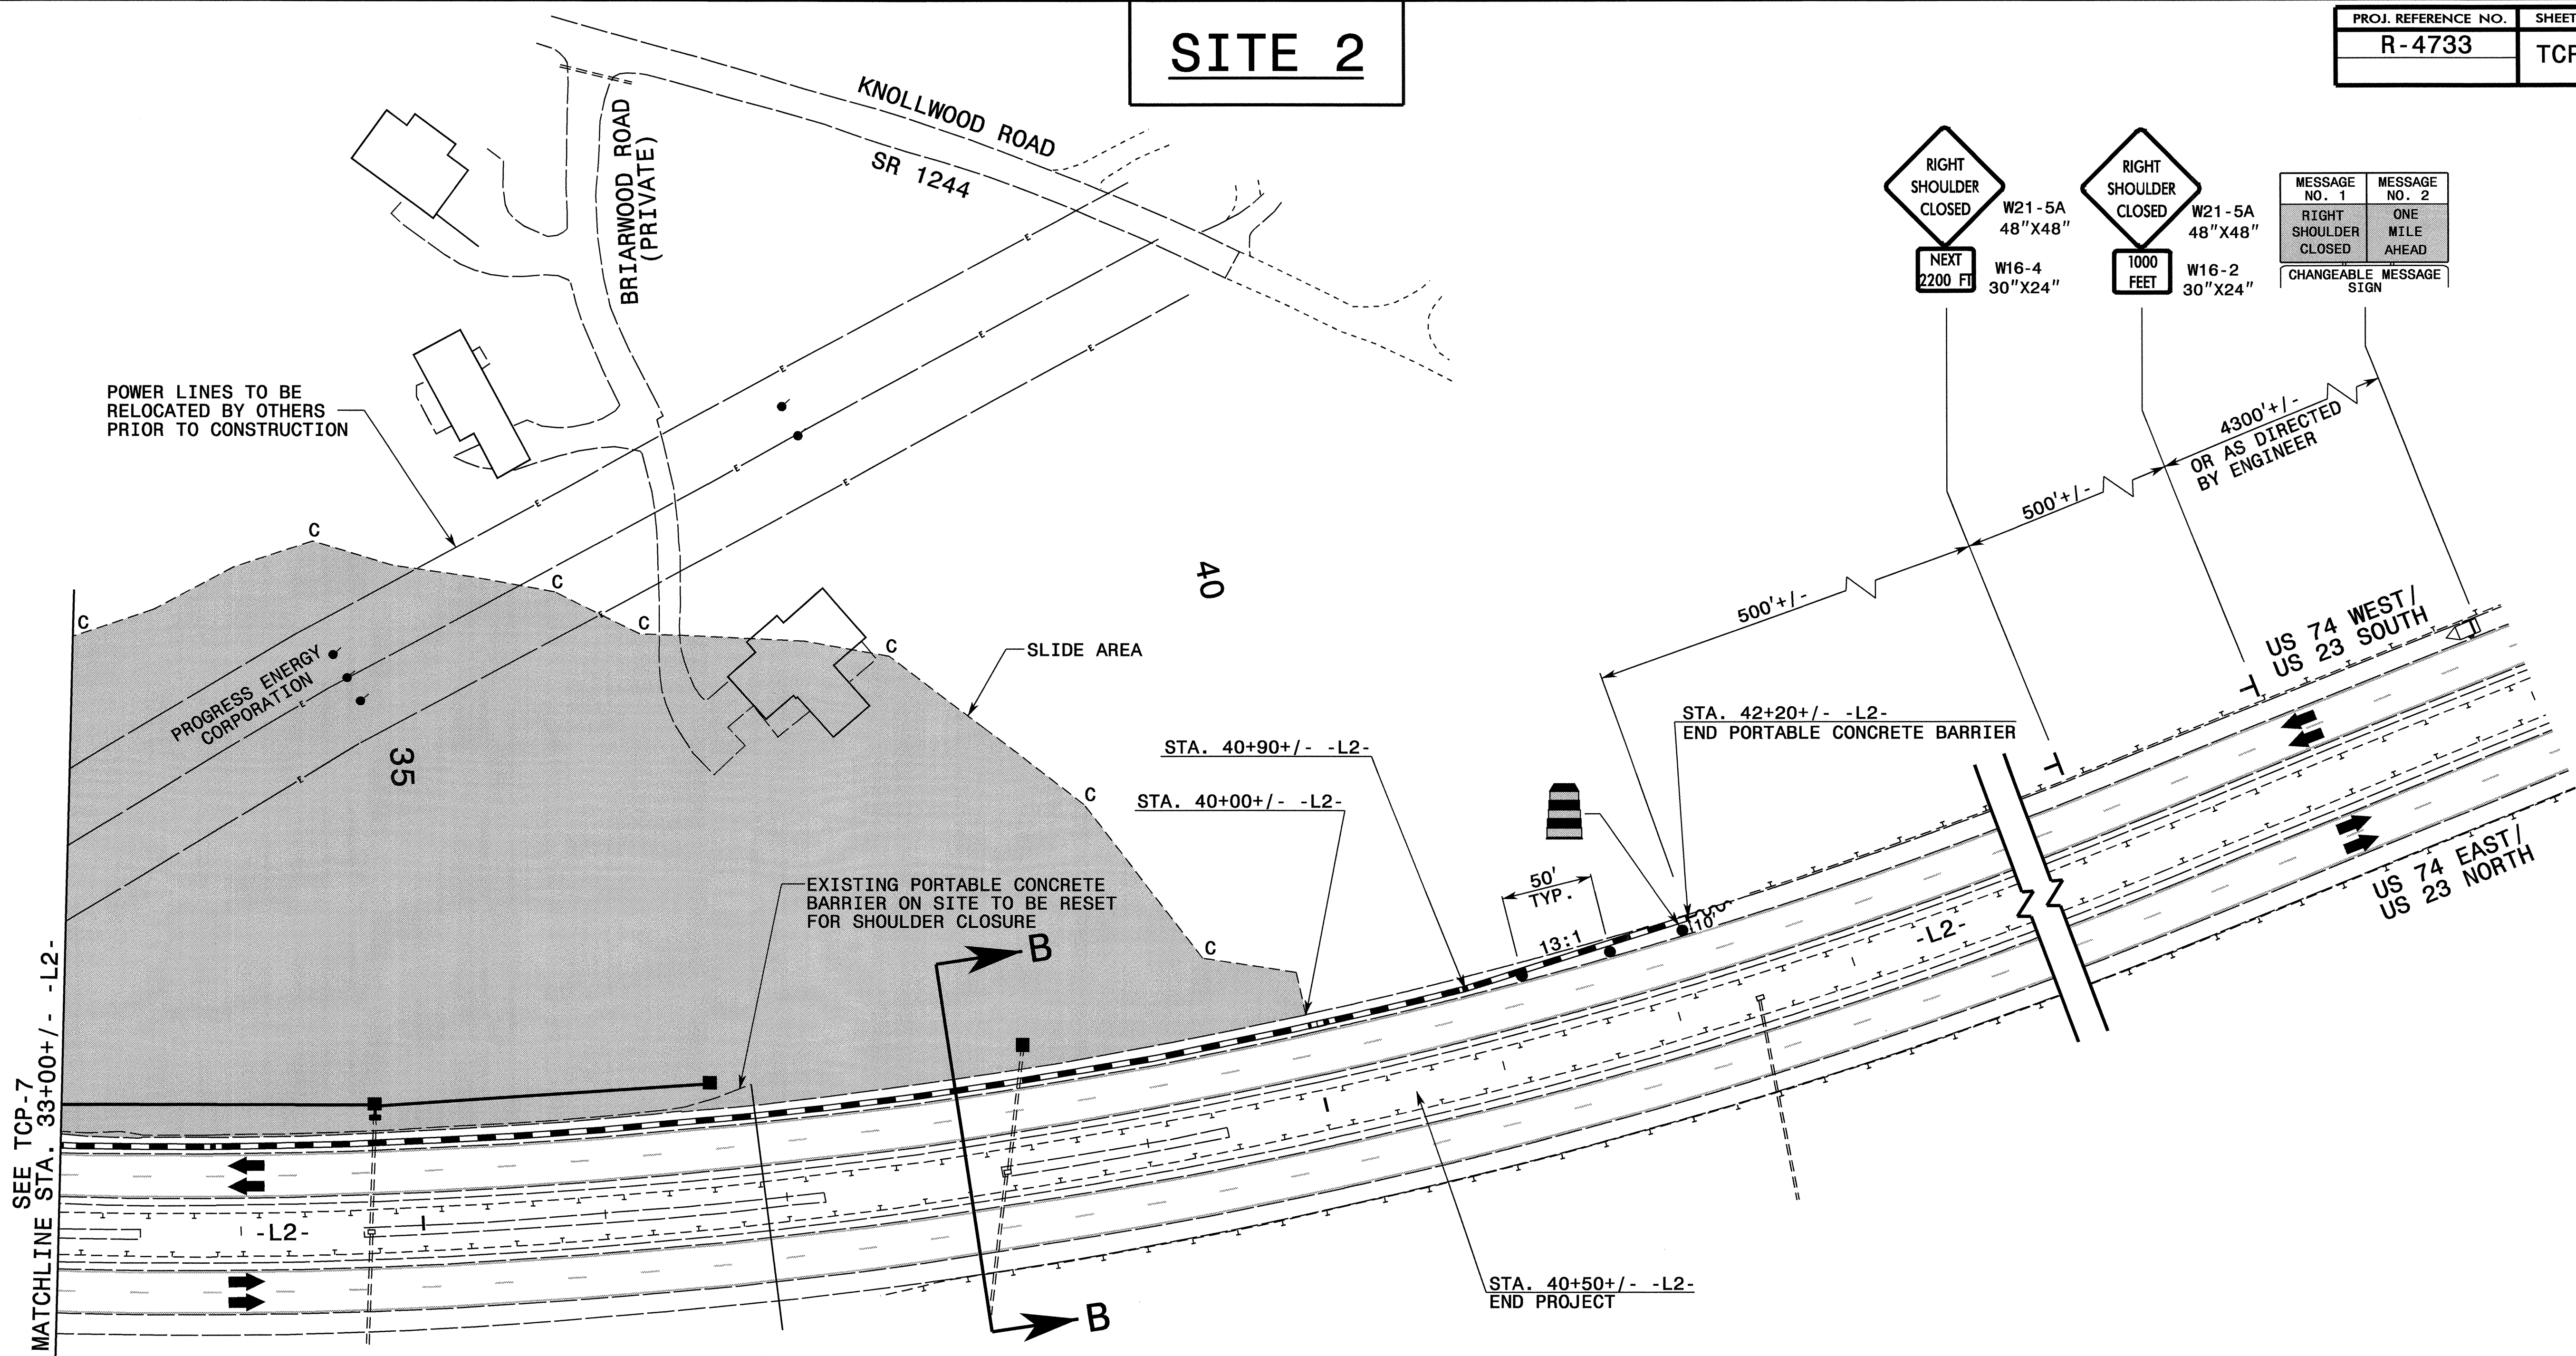 SITE 2
PROJ. REFERENCE NO.
SHEET
R-4733
KNOLLWOOD ROAD
SR 1244
BRIARWOOD ROAD
(PRIVATE)
RIGHT
SHOULDER
CLOSED
W21-5A
48"X48"
NEXT
2200 FT
W16-4
30"X24"
RIGHT
SHOULDER
CLOSED
W21-5A
48"X48"
1000
FEET
W16-2
30"X24"
MESSAGE
NO. 1
MESSAGE
NO. 2
RIGHT
SHOULDER
CLOSED
ONE
MILE
AHEAD
CHANGEABLE MESSAGE
SIGN
POWER LINES TO BE
RELOCATED BY OTHERS
PRIOR TO CONSTRUCTION
4300'+/-
OR AS DIRECTED
BY ENGINEER
500'+/-
500'+/-
C
C
C
C
C
C
C
E
E
E
E
E
E
E
E
E
E
40
35
PROGRESS ENERGY
CORPORATION
SLIDE AREA
US 74 WEST/
US 23 SOUTH
STA. 42+20+/- -L2-
END PORTABLE CONCRETE BARRIER
STA. 40+90+/- -L2-
STA. 40+00+/- -L2-
50'
TYP.
13:1
10'
US 74 EAST/
US 23 NORTH
EXISTING PORTABLE CONCRETE
BARRIER ON SITE TO BE RESET
FOR SHOULDER CLOSURE
B
B
-L2-
-L2-
SEE TCP-7
MATCHLINE STA. 33+00+/- -L2-
STA. 40+50+/- -L2-
END PROJECT